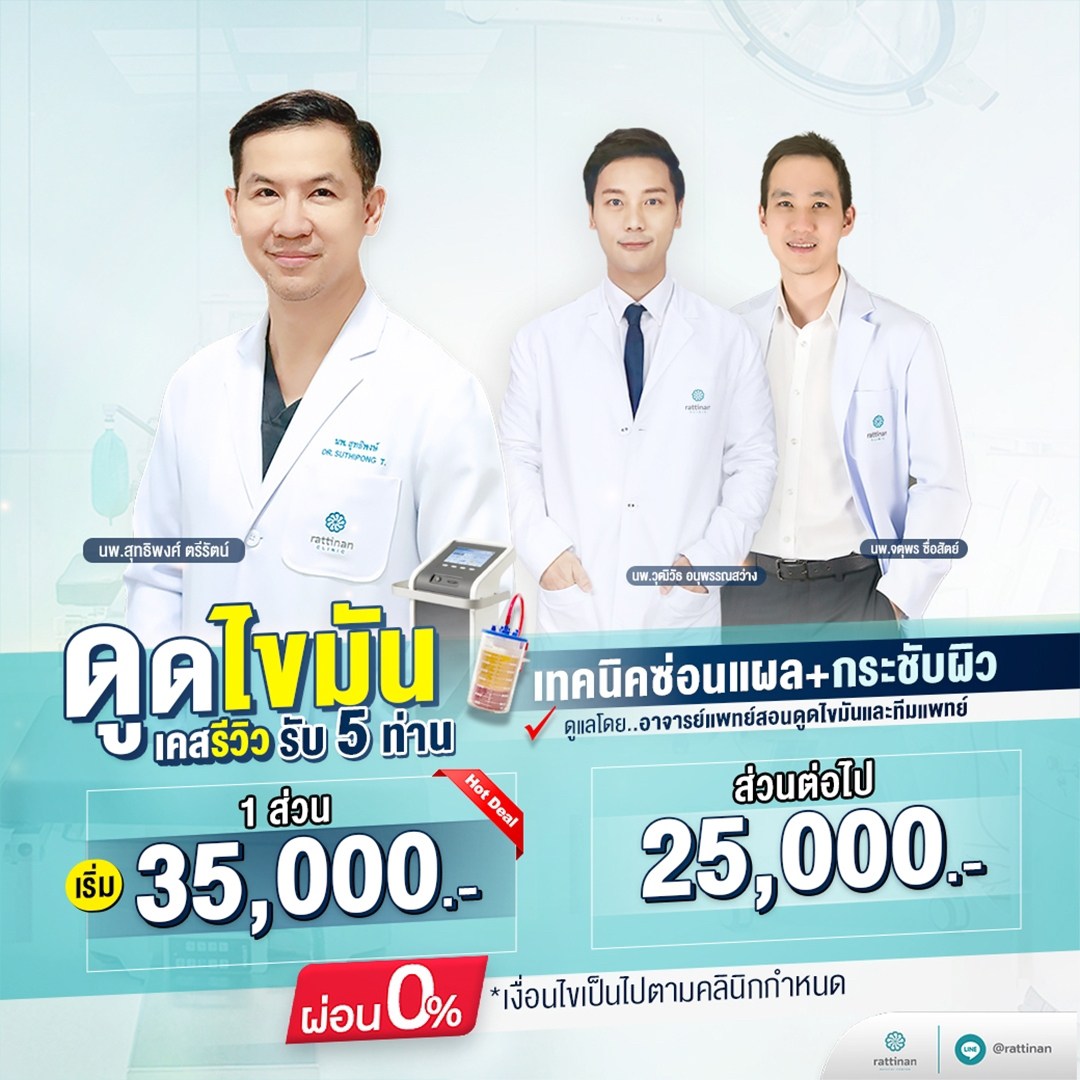 นพ.สุทธิพงษ์
DR. SUTHIPONG T.
rattinan
CLINIC
rattinan
rattinan
นพ.สุทธิพงศ์ ตรีรัตน์
นพ.วุฒิวัธ อนุพรรณสว่าง
นพ.จตุพร ซื่อสัตย์
ดูดไขมัน
เคสรีวิว รับ 5 ท่าน
เทคนิคซ่อนแผล+กระชับผิว
ดูแลโดย..อาจารย์แพทย์สอนดูดไขมันและทีมแพทย์
1 ส่วน
Hot Deal
เริ่ม 35,000.-
ส่วนต่อไป
25,000.-
ผ่อน 0%
*เงื่อนไขเป็นไปตามคลินิกกำหนด
rattinan
LINE
@rattinan